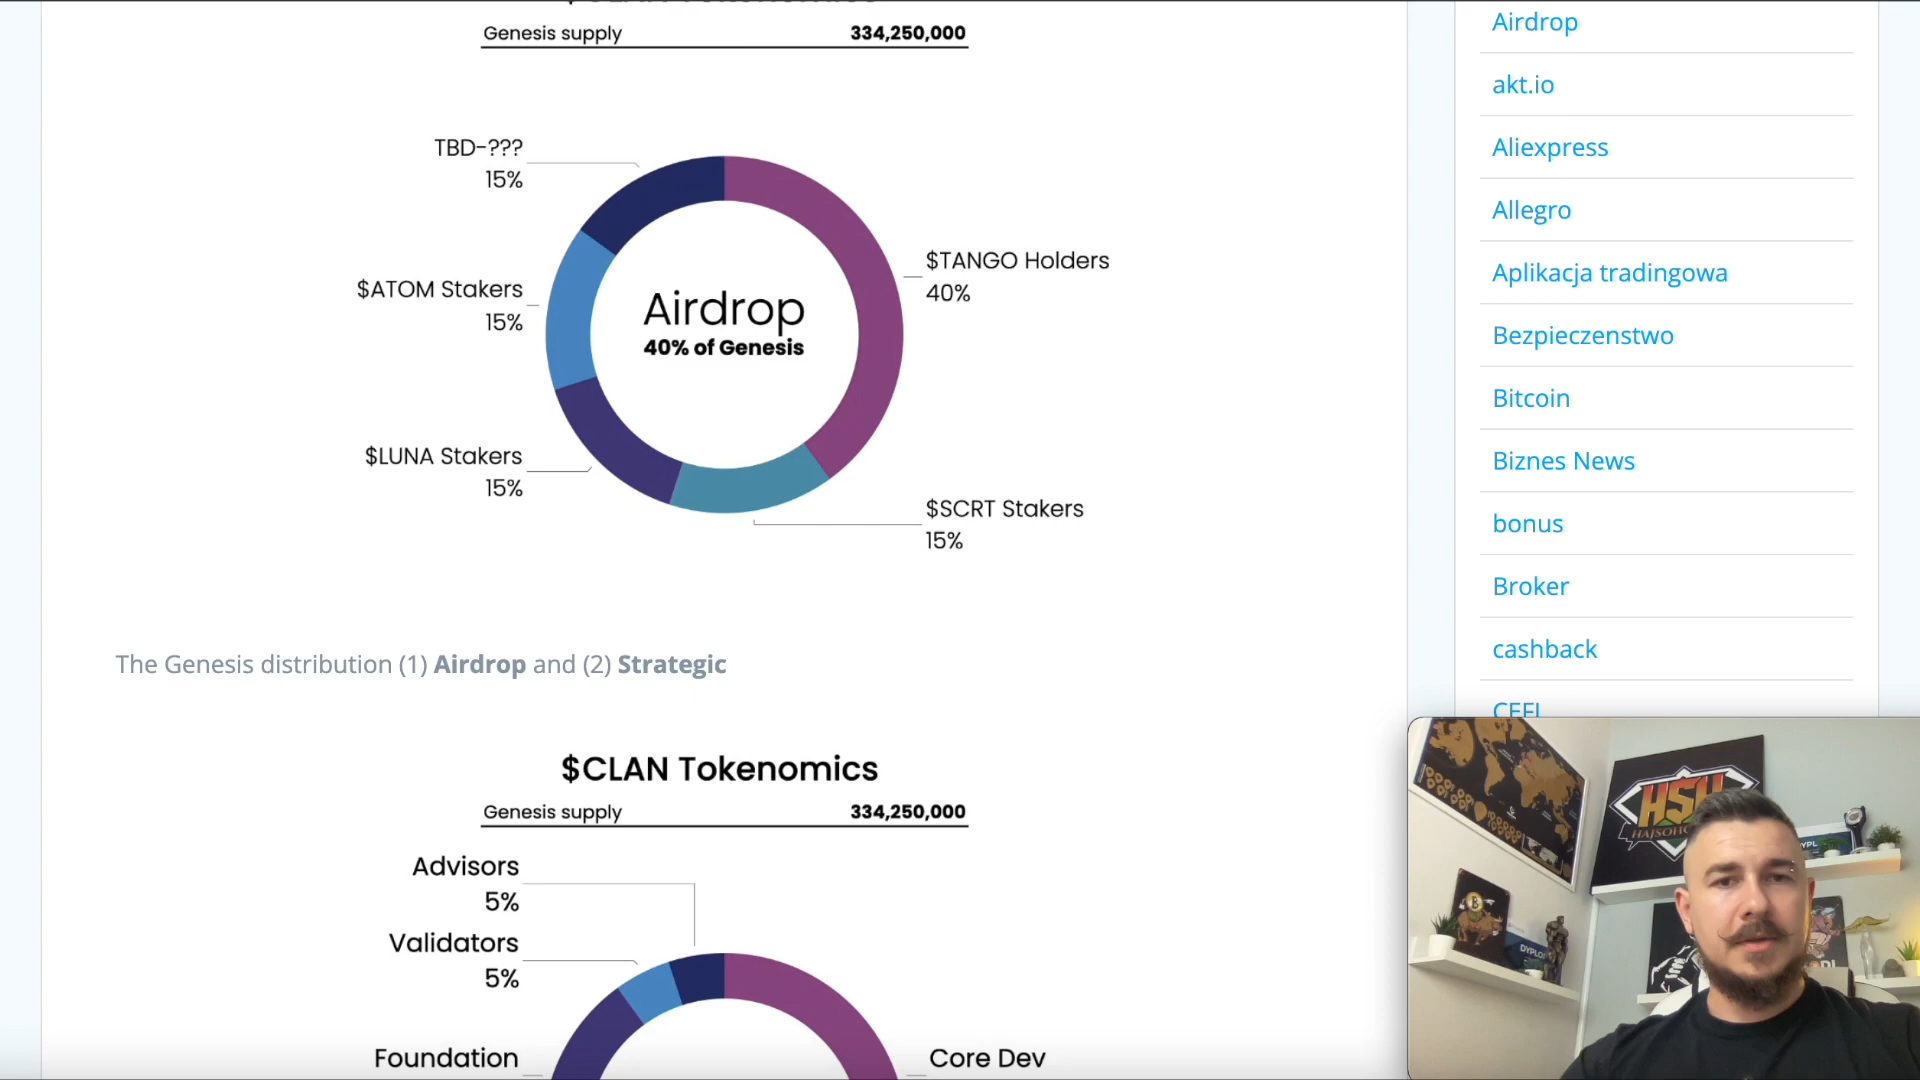 Genesis supply 334,250,000
TBD-???
15%
$ATOM Stakers
15%
$LUNA Stakers
15%
Airdrop
40% of Genesis
$TANGO Holders
40%
$SCRT Stakers
15%
The Genesis distribution (1) Airdrop and (2) Strategic
$CLAN Tokenomics
Genesis supply 334,250,000
Advisors
5%
Validators
5%
Foundation
Core Dev
Airdrop
akt.io
Aliexpress
Allegro
Aplikacja tradingowa
Bezpieczenstwo
Bitcoin
Biznes News
bonus
Broker
cashback
CEFI
HSH